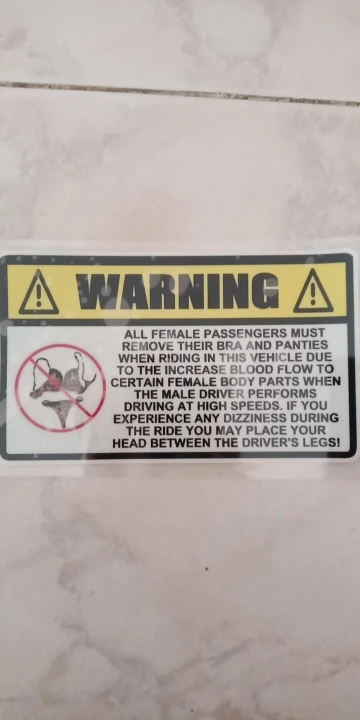 WARNING
ALL FEMALE PASSENGERS MUST
REMOVE THEIR BRA AND PANTIES
WHEN RIDING IN THIS VEHICLE DUE
TO THE INCREASE BLOOD FLOW TO
CERTAIN FEMALE BODY PARTS WHEN
THE MALE DRIVER PERFORMS
DRIVING AT HIGH SPEEDS. IF YOU
EXPERIENCE ANY DIZZINESS DURING
THE RIDE YOU MAY PLACE YOUR
HEAD BETWEEN THE DRIVER'S LEGS!